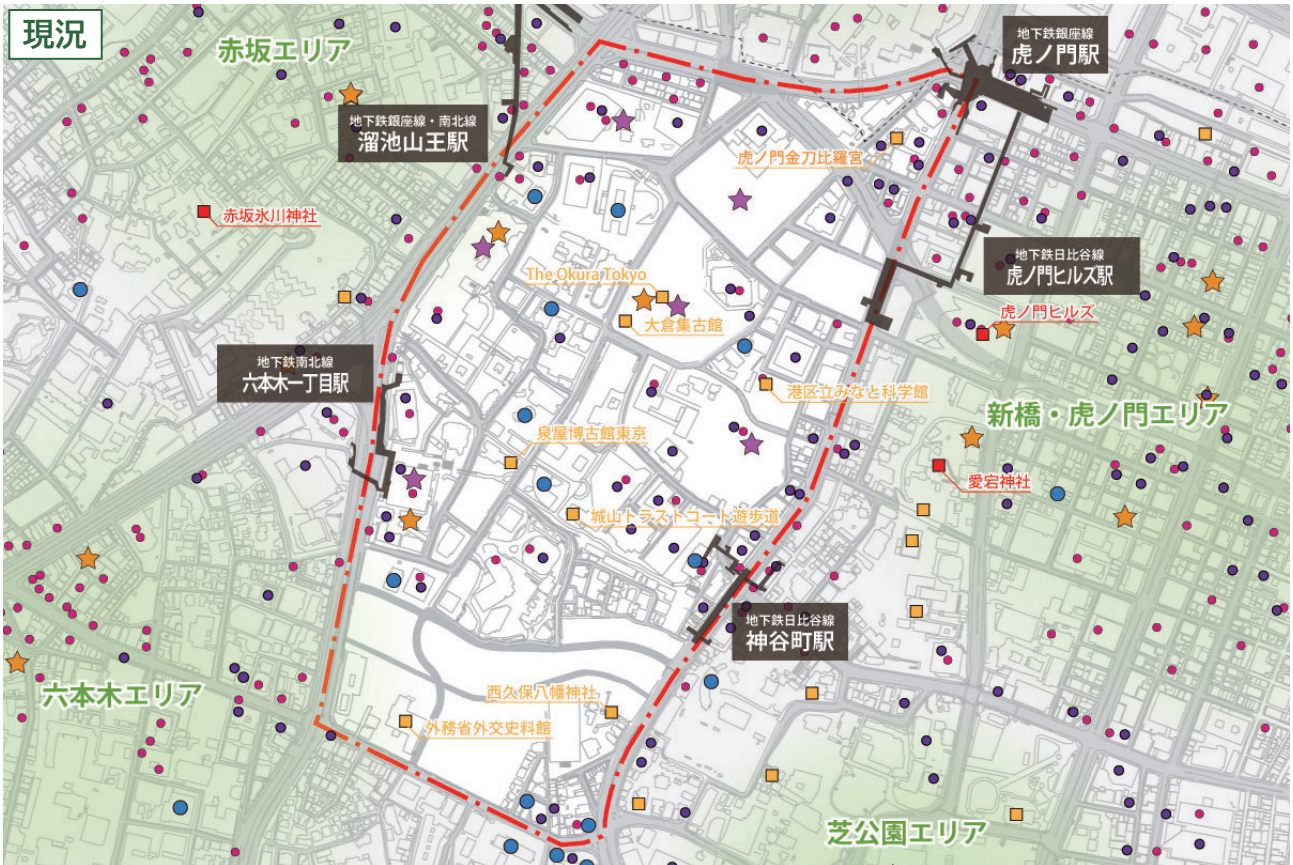 現況
赤坂エリア
地下鉄銀座線
虎ノ門駅
地下鉄銀座線・南北線
溜池山王駅
虎ノ門金刀比羅宮
赤坂氷川神社
地下鉄日比谷線
虎ノ門ヒルズ駅
The Okura Tokyo
大倉集古館
虎ノ門ヒルズ
地下鉄南北線
六本木一丁目駅
港区立みなと科学館
新橋・虎ノ門エリア
泉屋博古館東京
愛宕神社
城山トラストコート遊歩道
地下鉄日比谷線
神谷町駅
六本木エリア
西久保八幡神社
外務省外交史料館
芝公園エリア